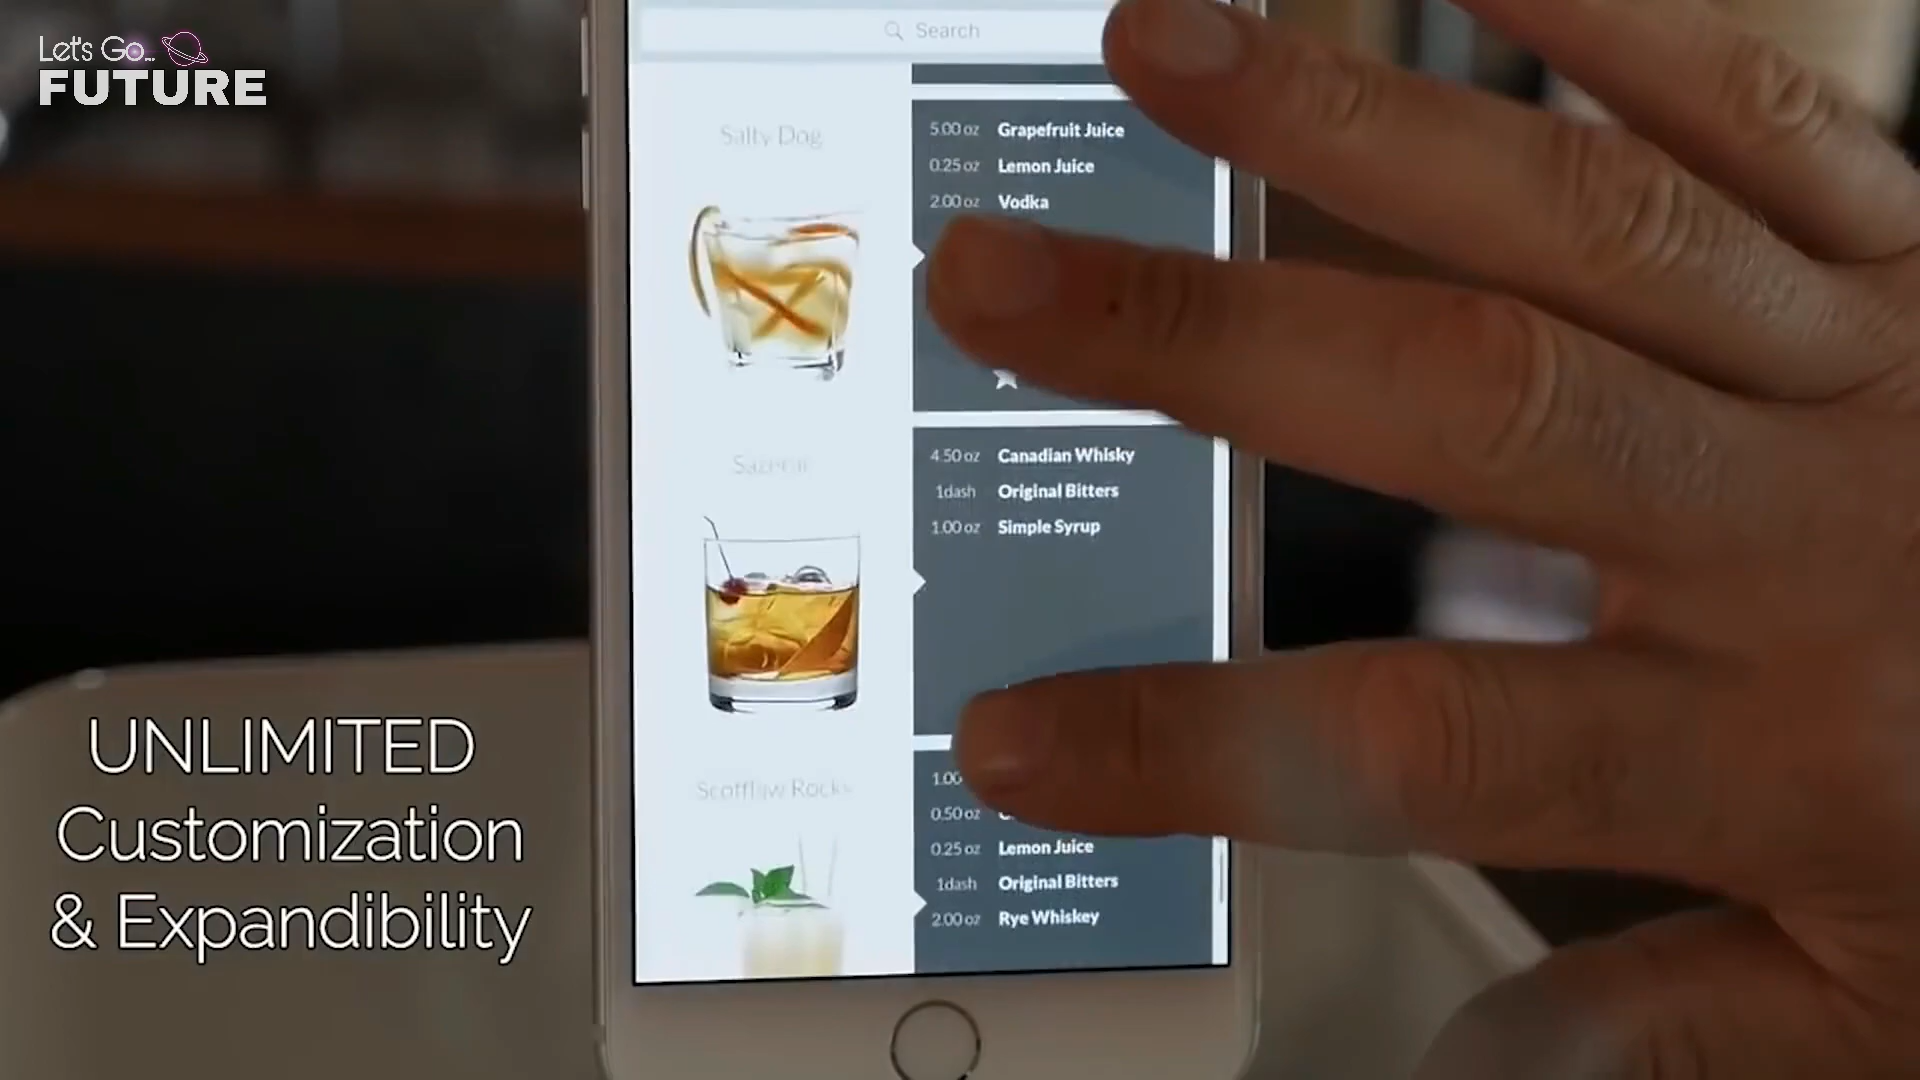 Let's Go...
FUTURE
Search
Salty Dog
5.00 oz Grapefruit Juice
0.25 oz Lemon Juice
2.00 oz Vodka
4.50 oz Canadian Whisky
1dash Original Bitters
1.00 oz Simple Syrup
Scofflaw Rocks
1.00
0.50 oz
0.25 oz Lemon Juice
1dash Original Bitters
2.00 oz Rye Whiskey
UNLIMITED
Customization
& Expandibility